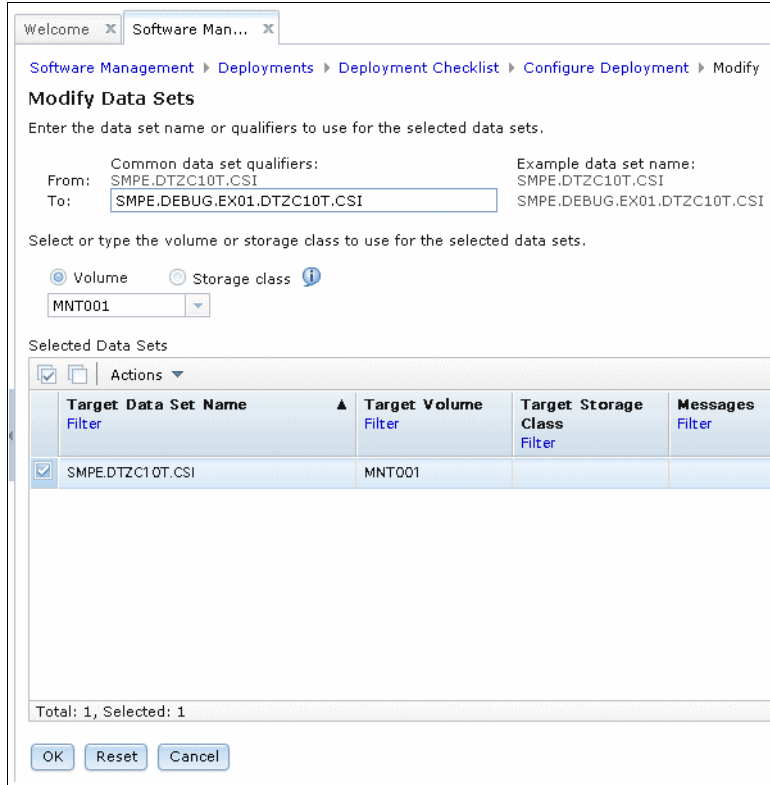 Welcome Software Man...
Software Management Deployments Deployment Checklist Configure Deployment Modify
Modify Data Sets
Enter the data set name or qualifiers to use for the selected data sets.
Common data set qualifiers: Example data set name:
From: SMPE.DTZC10T.CSI SMPE.DTZC10T.CSI
To: SMPE.DEBUG.EX01.DTZC10T.CSI SMPE.DEBUG.EX01.DTZC10T.CSI
Select or type the volume or storage class to use for the selected data sets.
Volume Storage class
MNT001
Selected Data Sets
Actions
Target Data Set Name Target Volume Target Storage Messages
Filter Filter Class Filter
Filter
SMPE.DTZC10T.CSI MNT001
Total: 1, Selected: 1
OK Reset Cancel